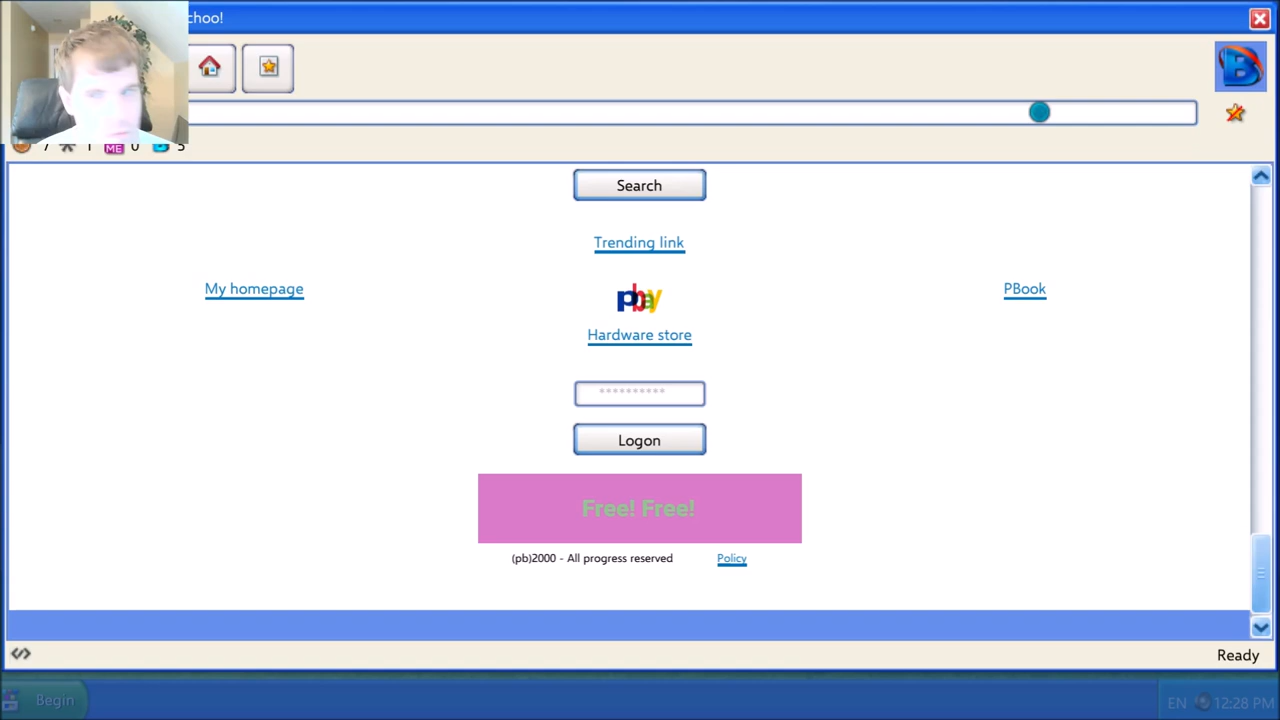 choo!
7 1 ME 0 5
Search
Trending link
My homepage
pbay
PBook
Hardware store
**********
Logon
Free! Free!
(pb)2000 - All progress reserved Policy
Ready
Begin
EN 12:28 PM